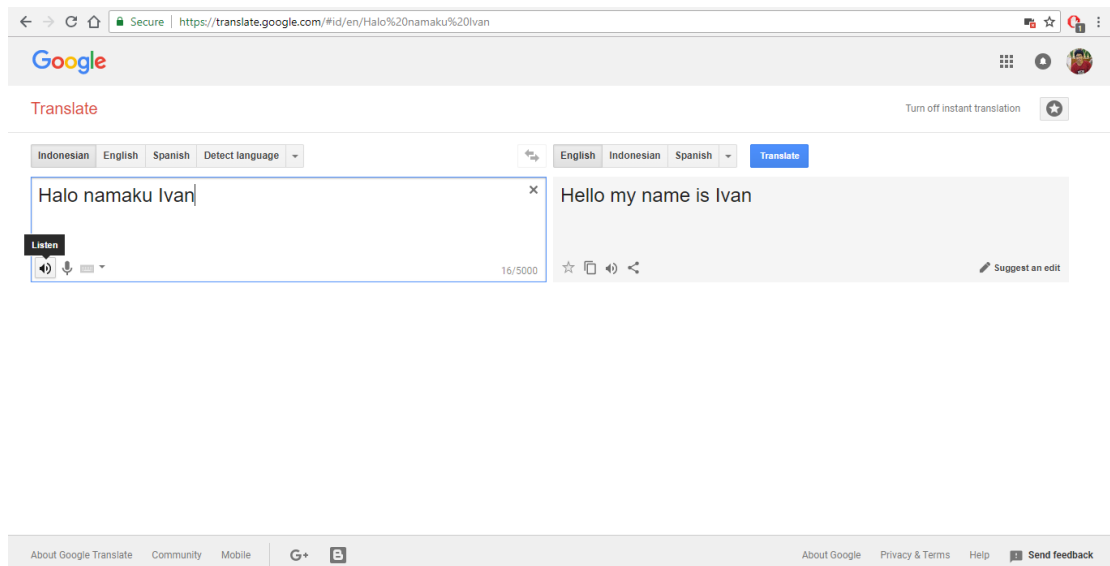 Secure | https://translate.google.com/#id/en/Halo%20namaku%20Ivan
1
Google
Translate
Turn off instant translation
Indonesian English Spanish Detect language
English Indonesian Spanish Translate
Halo namaku Ivan
Hello my name is Ivan
Listen
16/5000
Suggest an edit
About Google Translate Community Mobile G+ B
About Google Privacy & Terms Help Send feedback